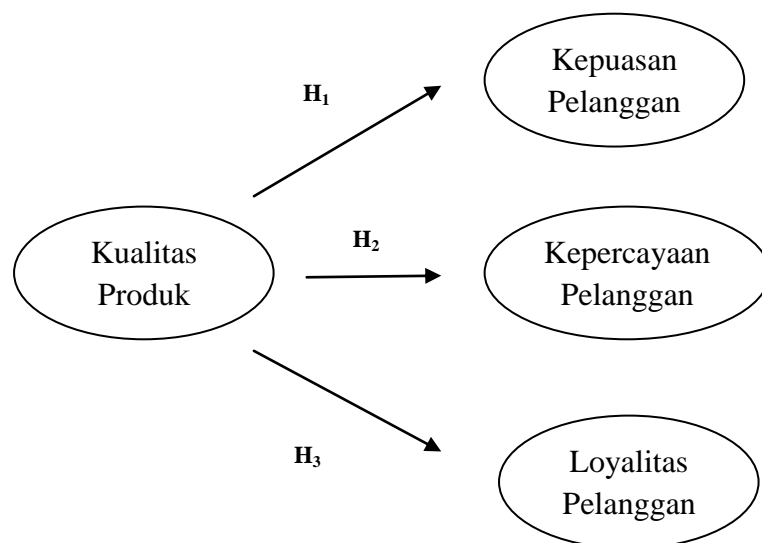 Kepuasan
Pelanggan
H₁
Kualitas
Produk
H₂
Kepercayaan
Pelanggan
H₃
Loyalitas
Pelanggan